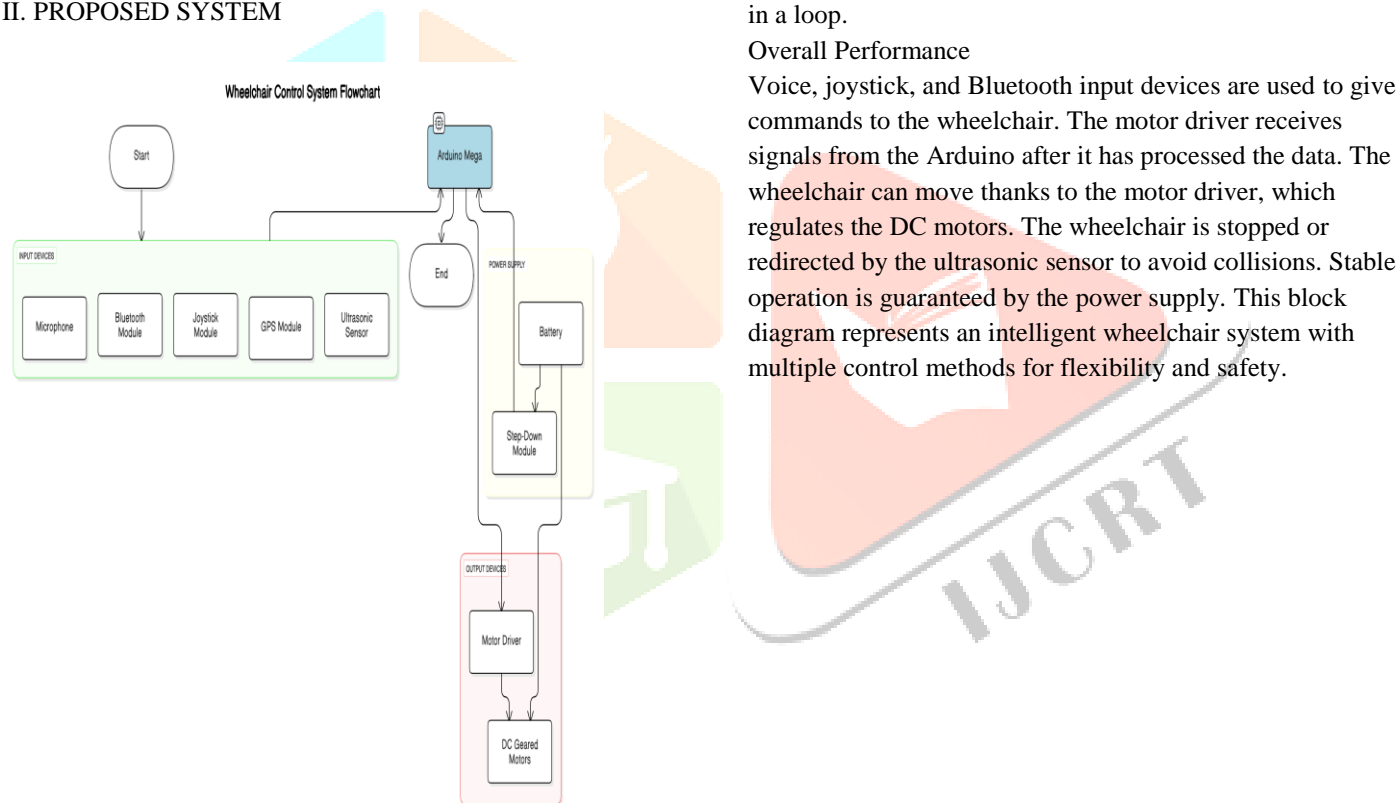 II. PROPOSED SYSTEM
Wheelchair Control System Flowchart
Start
Arduino Mega
INPUT DEVICES
Microphone
Bluetooth
Module
Joystick
Module
GPS Module
Ultrasonic
Sensor
End
POWER SUPPLY
Battery
Step-Down
Module
OUTPUT DEVICES
Motor Driver
DC Geared
Motors
in a loop.
Overall Performance
Voice, joystick, and Bluetooth input devices are used to give
commands to the wheelchair. The motor driver receives
signals from the Arduino after it has processed the data. The
wheelchair can move thanks to the motor driver, which
regulates the DC motors. The wheelchair is stopped or
redirected by the ultrasonic sensor to avoid collisions. Stable
operation is guaranteed by the power supply. This block
diagram represents an intelligent wheelchair system with
multiple control methods for flexibility and safety.
IJCRT